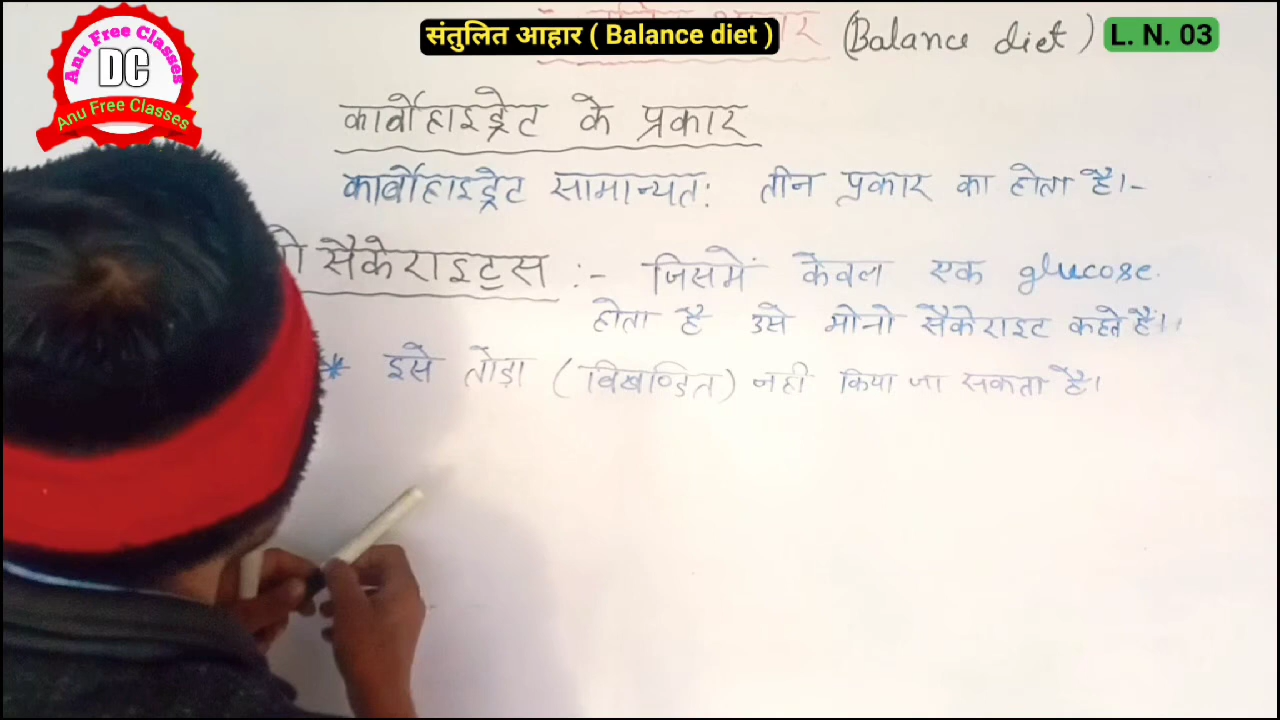 Anu Free Classes
DC
Anu Free Classes
संतुलित आहार ( Balance diet )
(Balance diet)
L. N. 03
कार्बोहाइड्रेट के प्रकार
कार्बोहाइड्रेट सामान्यत: तीन प्रकार का होता है।-
सैकेराइट्स :- जिसमें केवल एक glucose.
होता है उसे मोनो सैकेराइट कहते हैं।
* इसे तोड़ा (विखण्डित) नही किया जा सकता है।